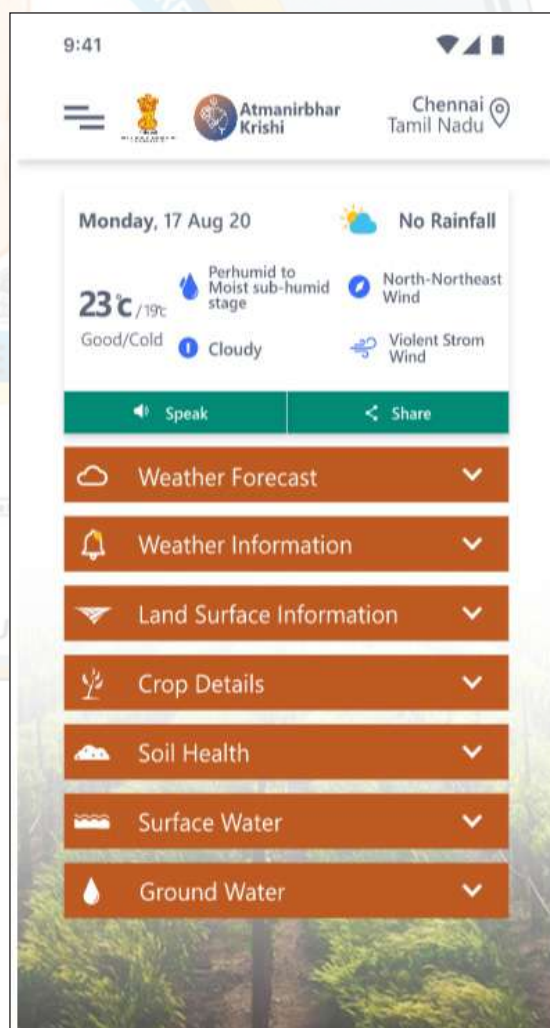 9:41
Atmanirbhar
Krishi
Chennai
Tamil Nadu
Monday, 17 Aug 20
No Rainfall
23°c / 19°c
Good/Cold
Perhumid to
Moist sub-humid
stage
North-Northeast
Wind
Cloudy
Violent Strom
Wind
Speak
Share
Weather Forecast
Weather Information
Land Surface Information
Crop Details
Soil Health
Surface Water
Ground Water